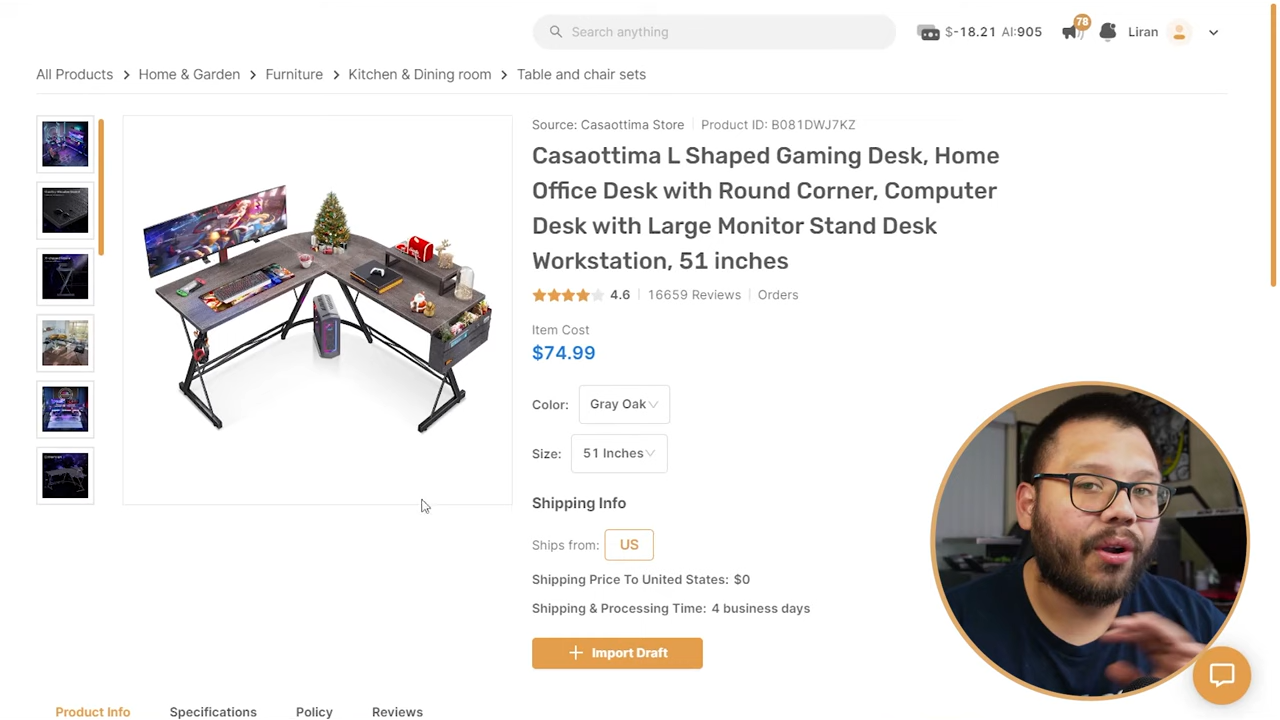 Search anything
$-18.21 AI:905
78
Liran
All Products > Home & Garden > Furniture > Kitchen & Dining room > Table and chair sets
Source: Casaottima Store | Product ID: B081DWJ7KZ
Casaottima L Shaped Gaming Desk, Home
Office Desk with Round Corner, Computer
Desk with Large Monitor Stand Desk
Workstation, 51 inches
4.6 | 16659 Reviews | Orders
Item Cost
$74.99
Color: Gray Oak
Size: 51 Inches
Shipping Info
Ships from: US
Shipping Price To United States: $0
Shipping & Processing Time: 4 business days
+ Import Draft
Product Info Specifications Policy Reviews